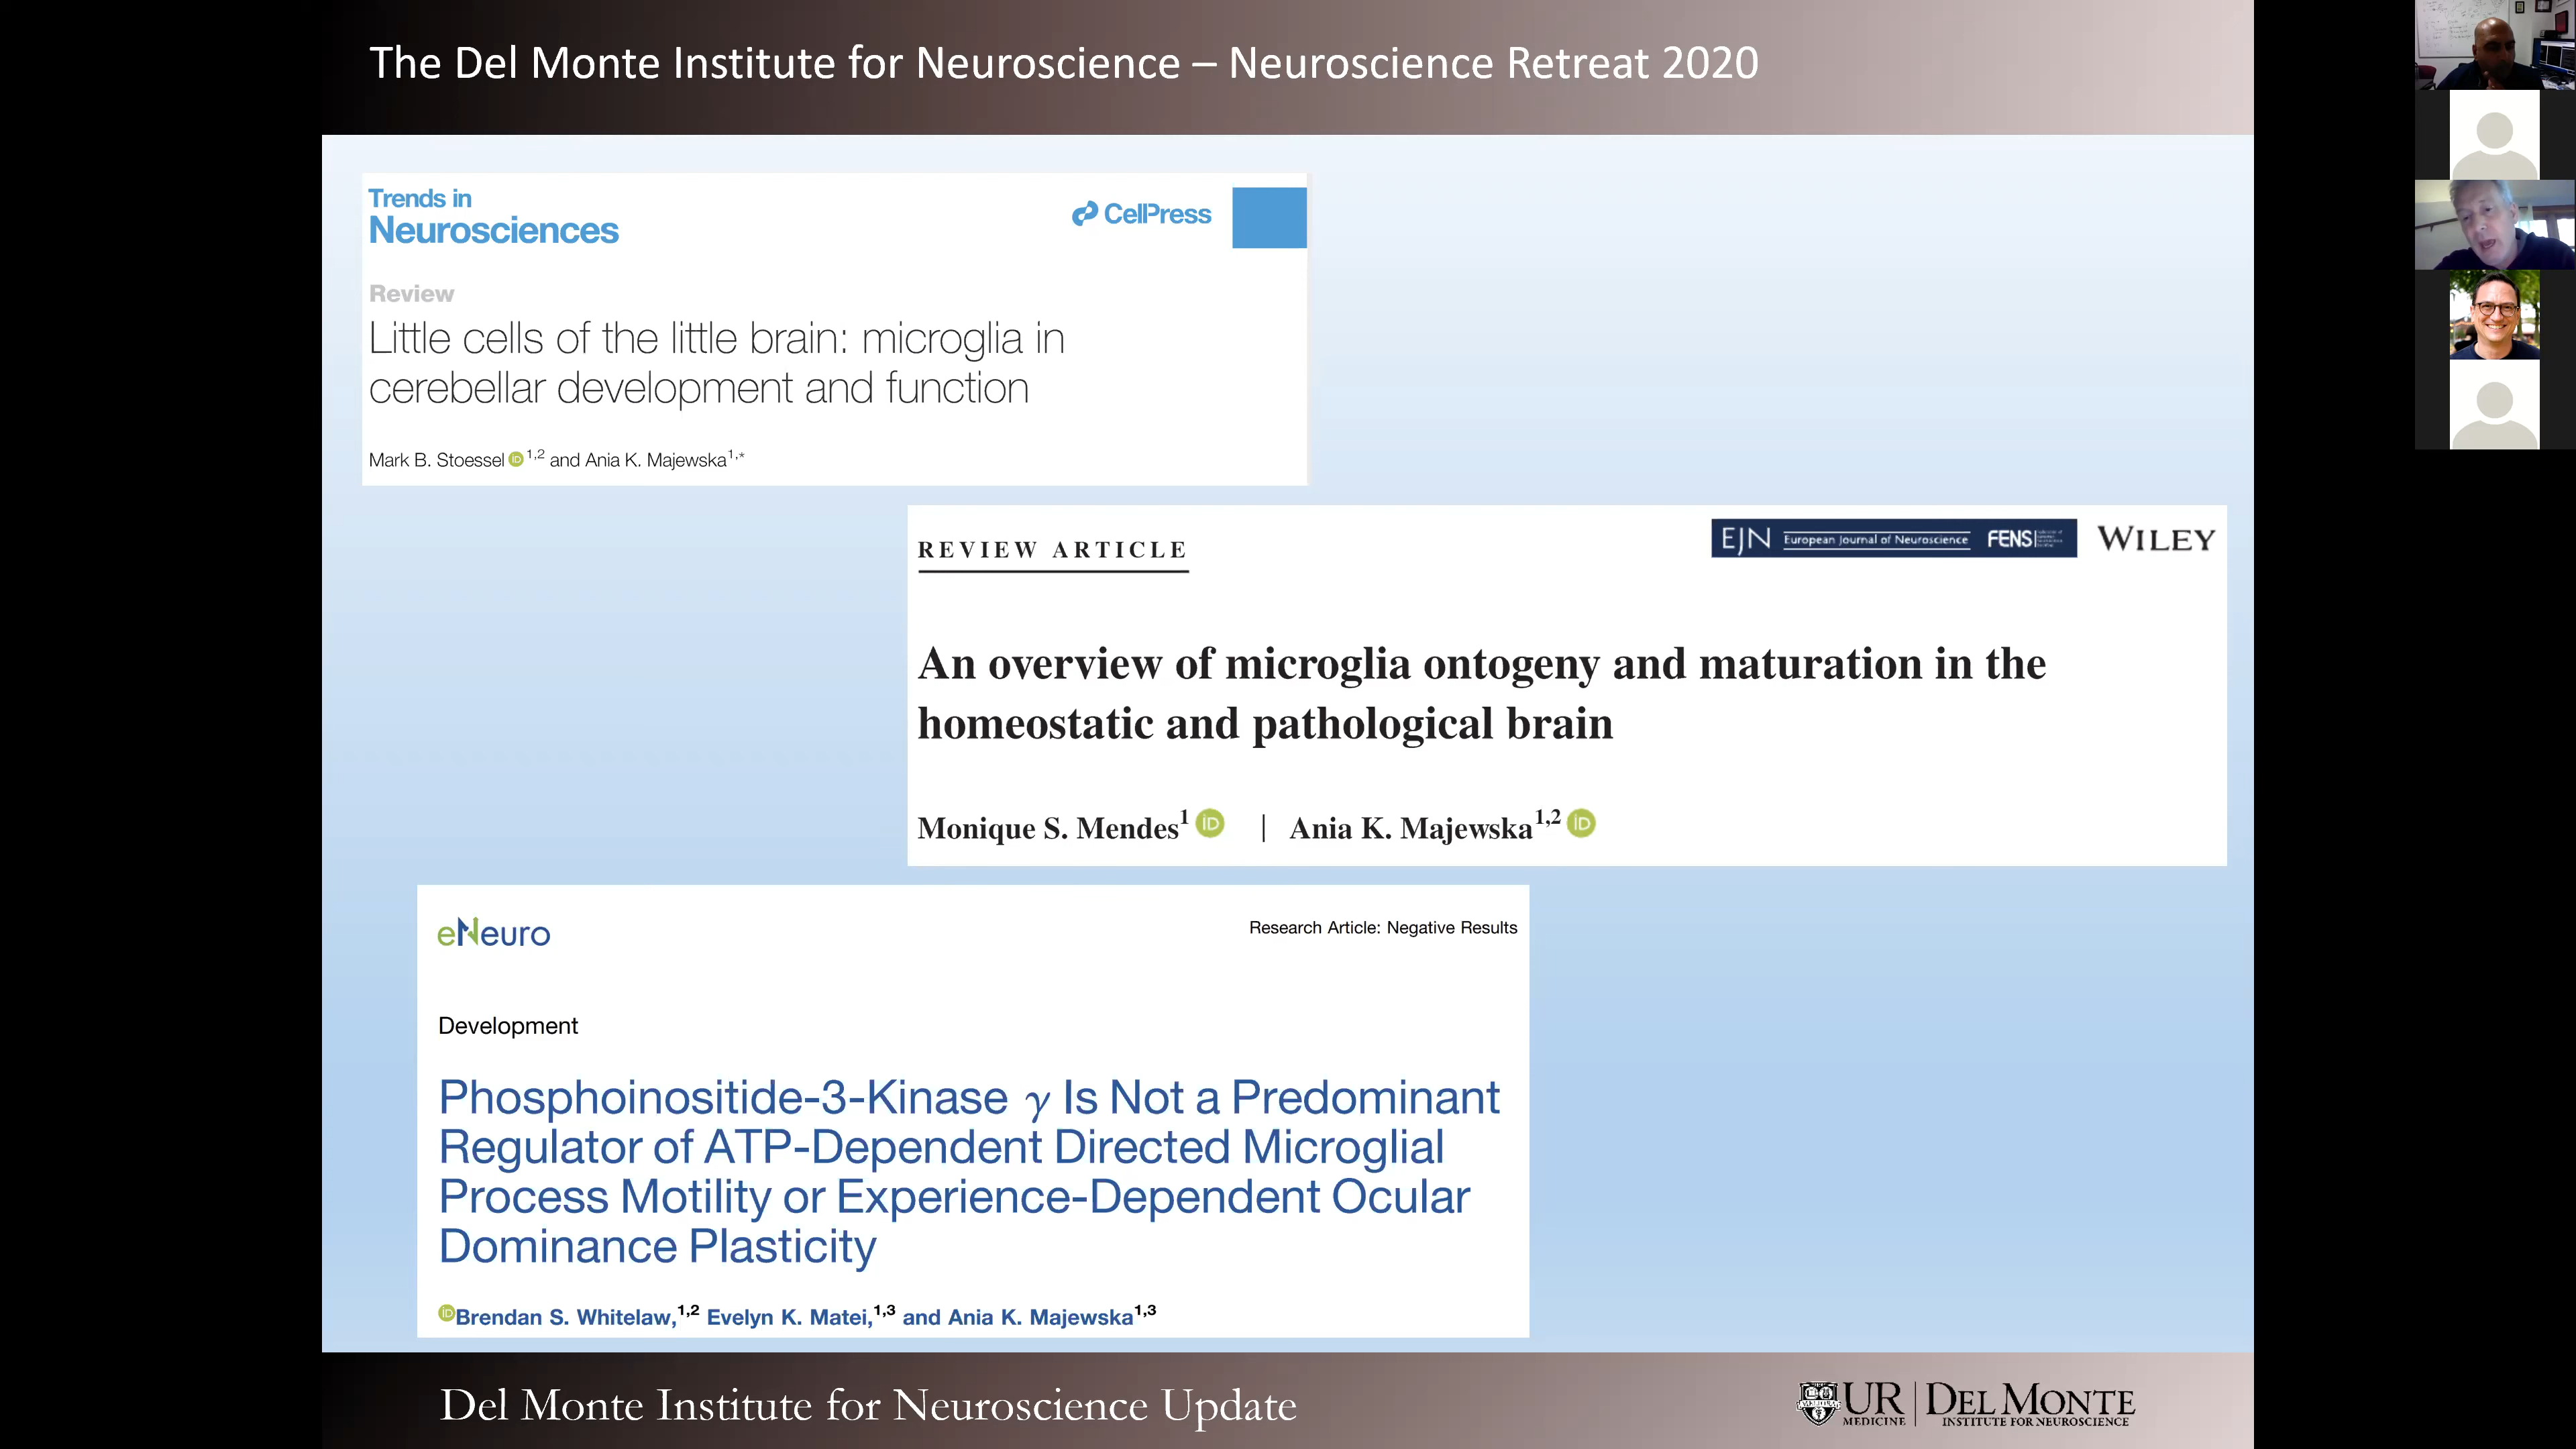 The Del Monte Institute for Neuroscience – Neuroscience Retreat 2020
Trends in
Neurosciences
CellPress
Review
Little cells of the little brain: microglia in
cerebellar development and function
Mark B. Stoessel iD 1,2 and Ania K. Majewska1,*
REVIEW ARTICLE
EJN European Journal of Neuroscience FENS
WILEY
An overview of microglia ontogeny and maturation in the
homeostatic and pathological brain
Monique S. Mendes1 iD | Ania K. Majewska1,2 iD
eNeuro
Research Article: Negative Results
Development
Phosphoinositide-3-Kinase γ Is Not a Predominant
Regulator of ATP-Dependent Directed Microglial
Process Motility or Experience-Dependent Ocular
Dominance Plasticity
iD Brendan S. Whitelaw,1,2 Evelyn K. Matei,1,3 and Ania K. Majewska1,3
Del Monte Institute for Neuroscience Update
UR
MEDICINE
DEL MONTE
INSTITUTE FOR NEUROSCIENCE